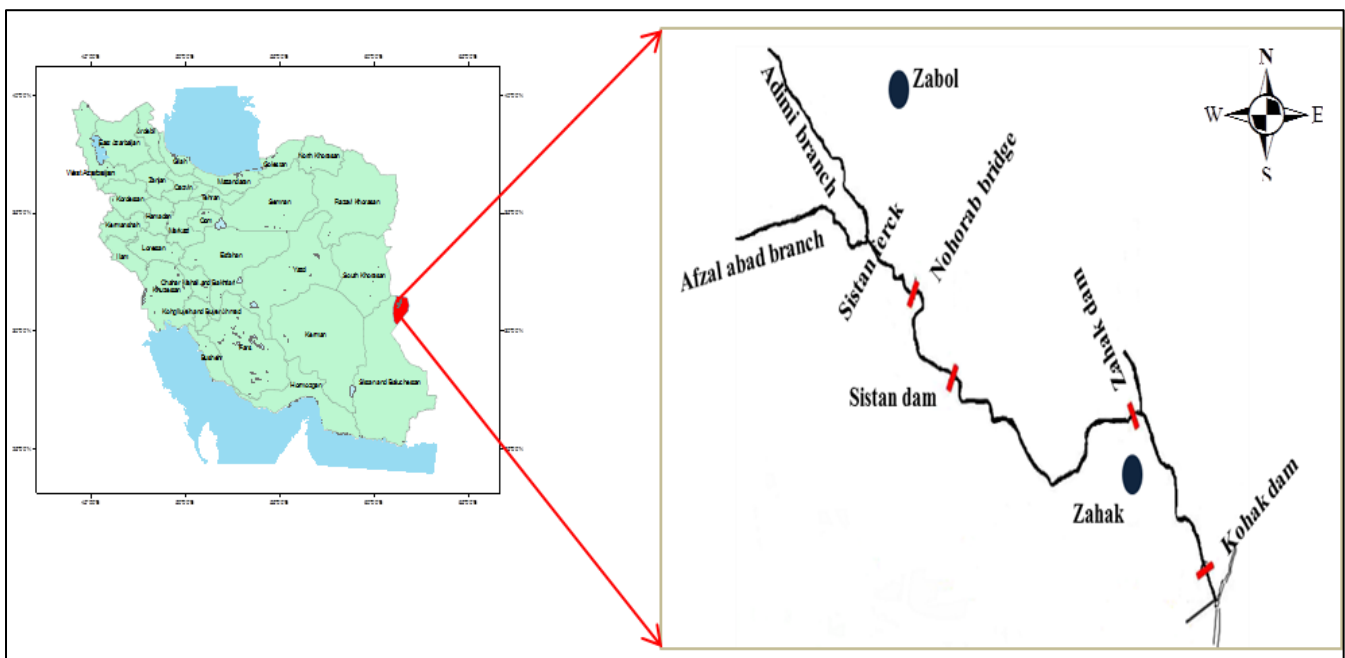 Ardebil
East Azarbaijan
West Azarbaijan
Gilan
Golestan
North Khorasan
Zanjan
Mazandaran
Qazvin
Kordestan
Tehran
Semnan
Razavi Khorasan
Hamadan
Qom
Kermanshah
Markazi
Lorestan
Ilam
Esfahan
Yazd
South Khorasan
Chahar Mahall and Bakhtiari
Khuzestan
Kohgiluyeh and Buyer Ahmad
Kerman
Fars
Bushehr
Hormozgan
Sistan and Baluchestan
N
W
E
S
Zabol
Adimi branch
Afzal abad branch
Sistan
Nohorab bridge
Sistan dam
Zahak dam
Zahak
Kohak dam